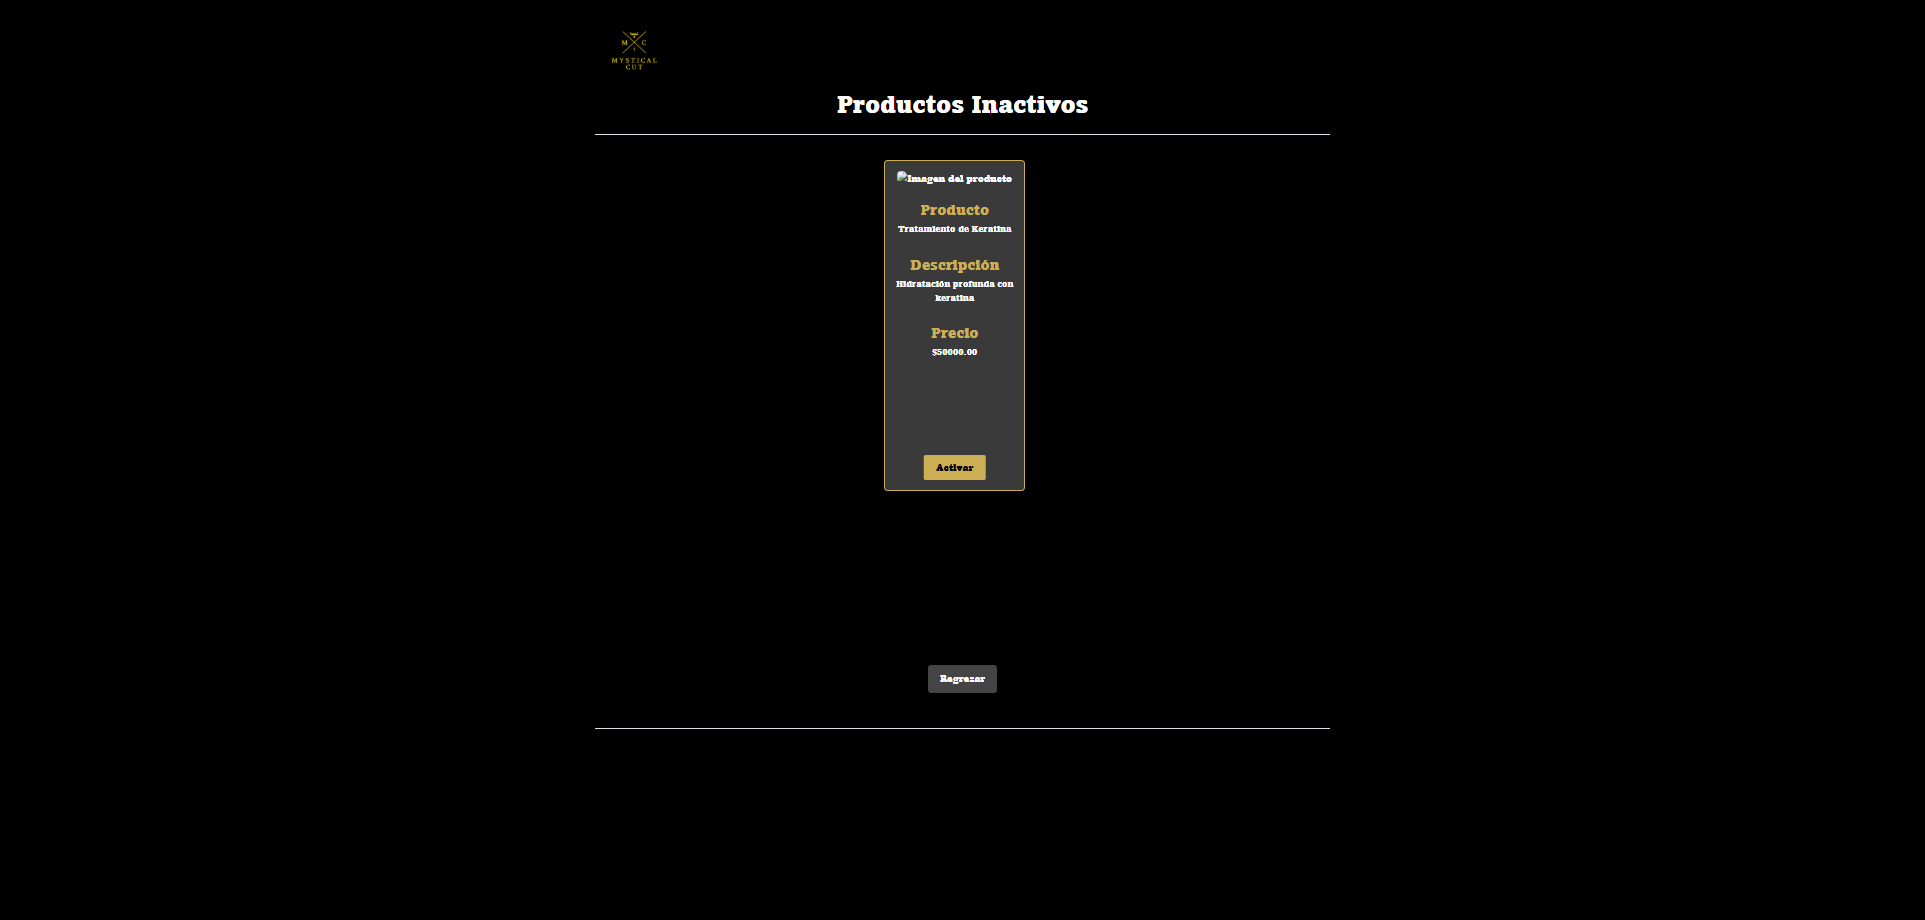 M C
MYSTICAL
CUT
Productos Inactivos
Imagen del producto
Producto
Tratamiento de Keratina
Descripción
Hidratación profunda con
keratina
Precio
$50000.00
Activar
Regrezar